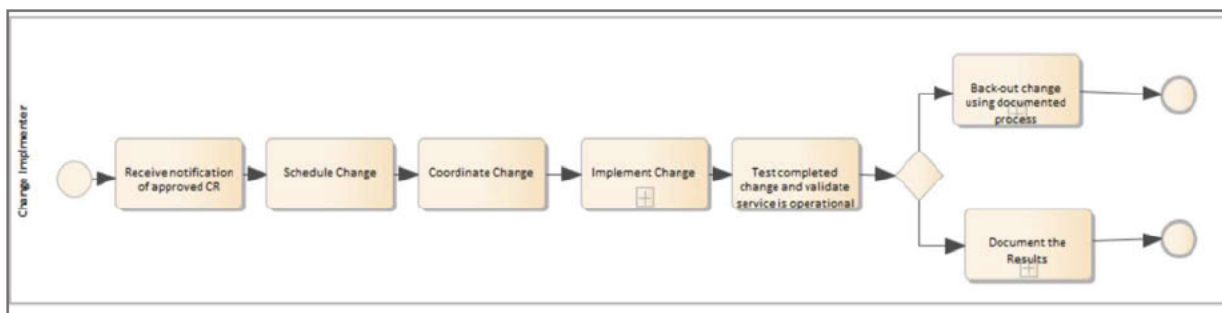 Change Implmenter
Receive notification
of approved CR
Schedule Change
Coordinate Change
Implement Change
Test completed
change and validate
service is operational
Back-out change
using documented
process
Document the
Results